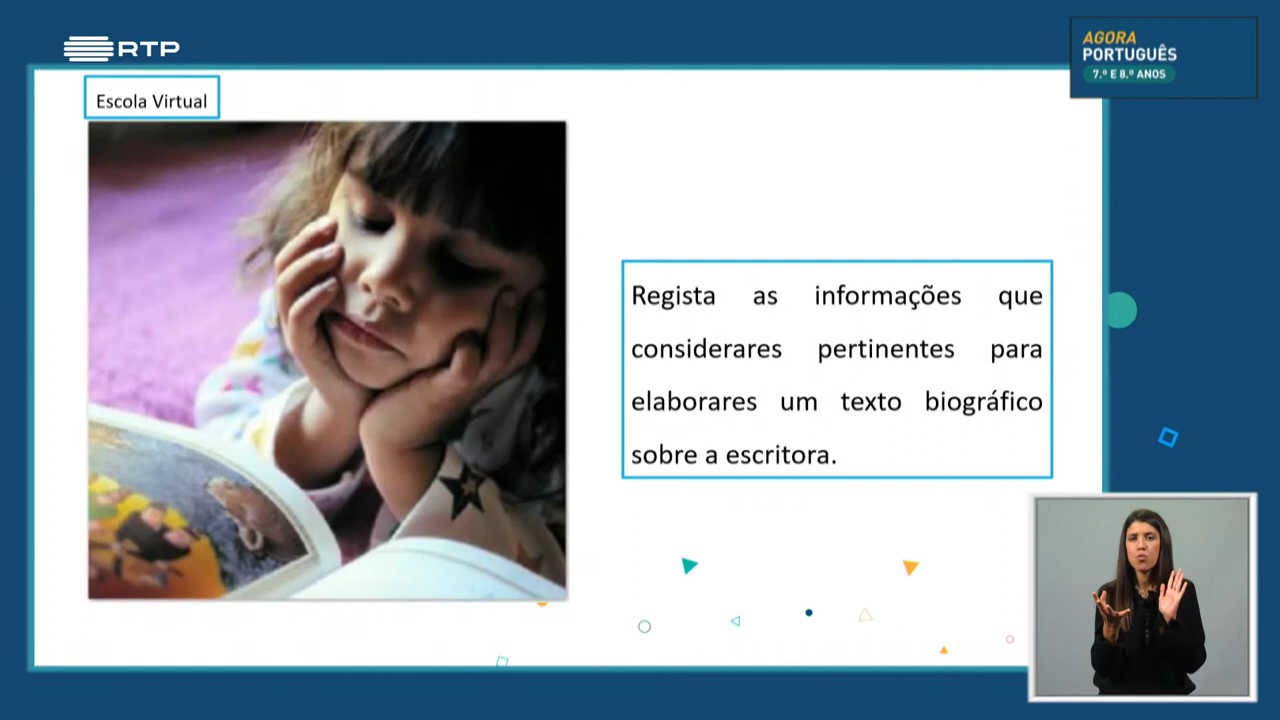 RTP
AGORA
PORTUGUÊS
7.º E 8.º ANOS
Escola Virtual
Regista as informações que
considerares pertinentes para
elaborares um texto biográfico
sobre a escritora.